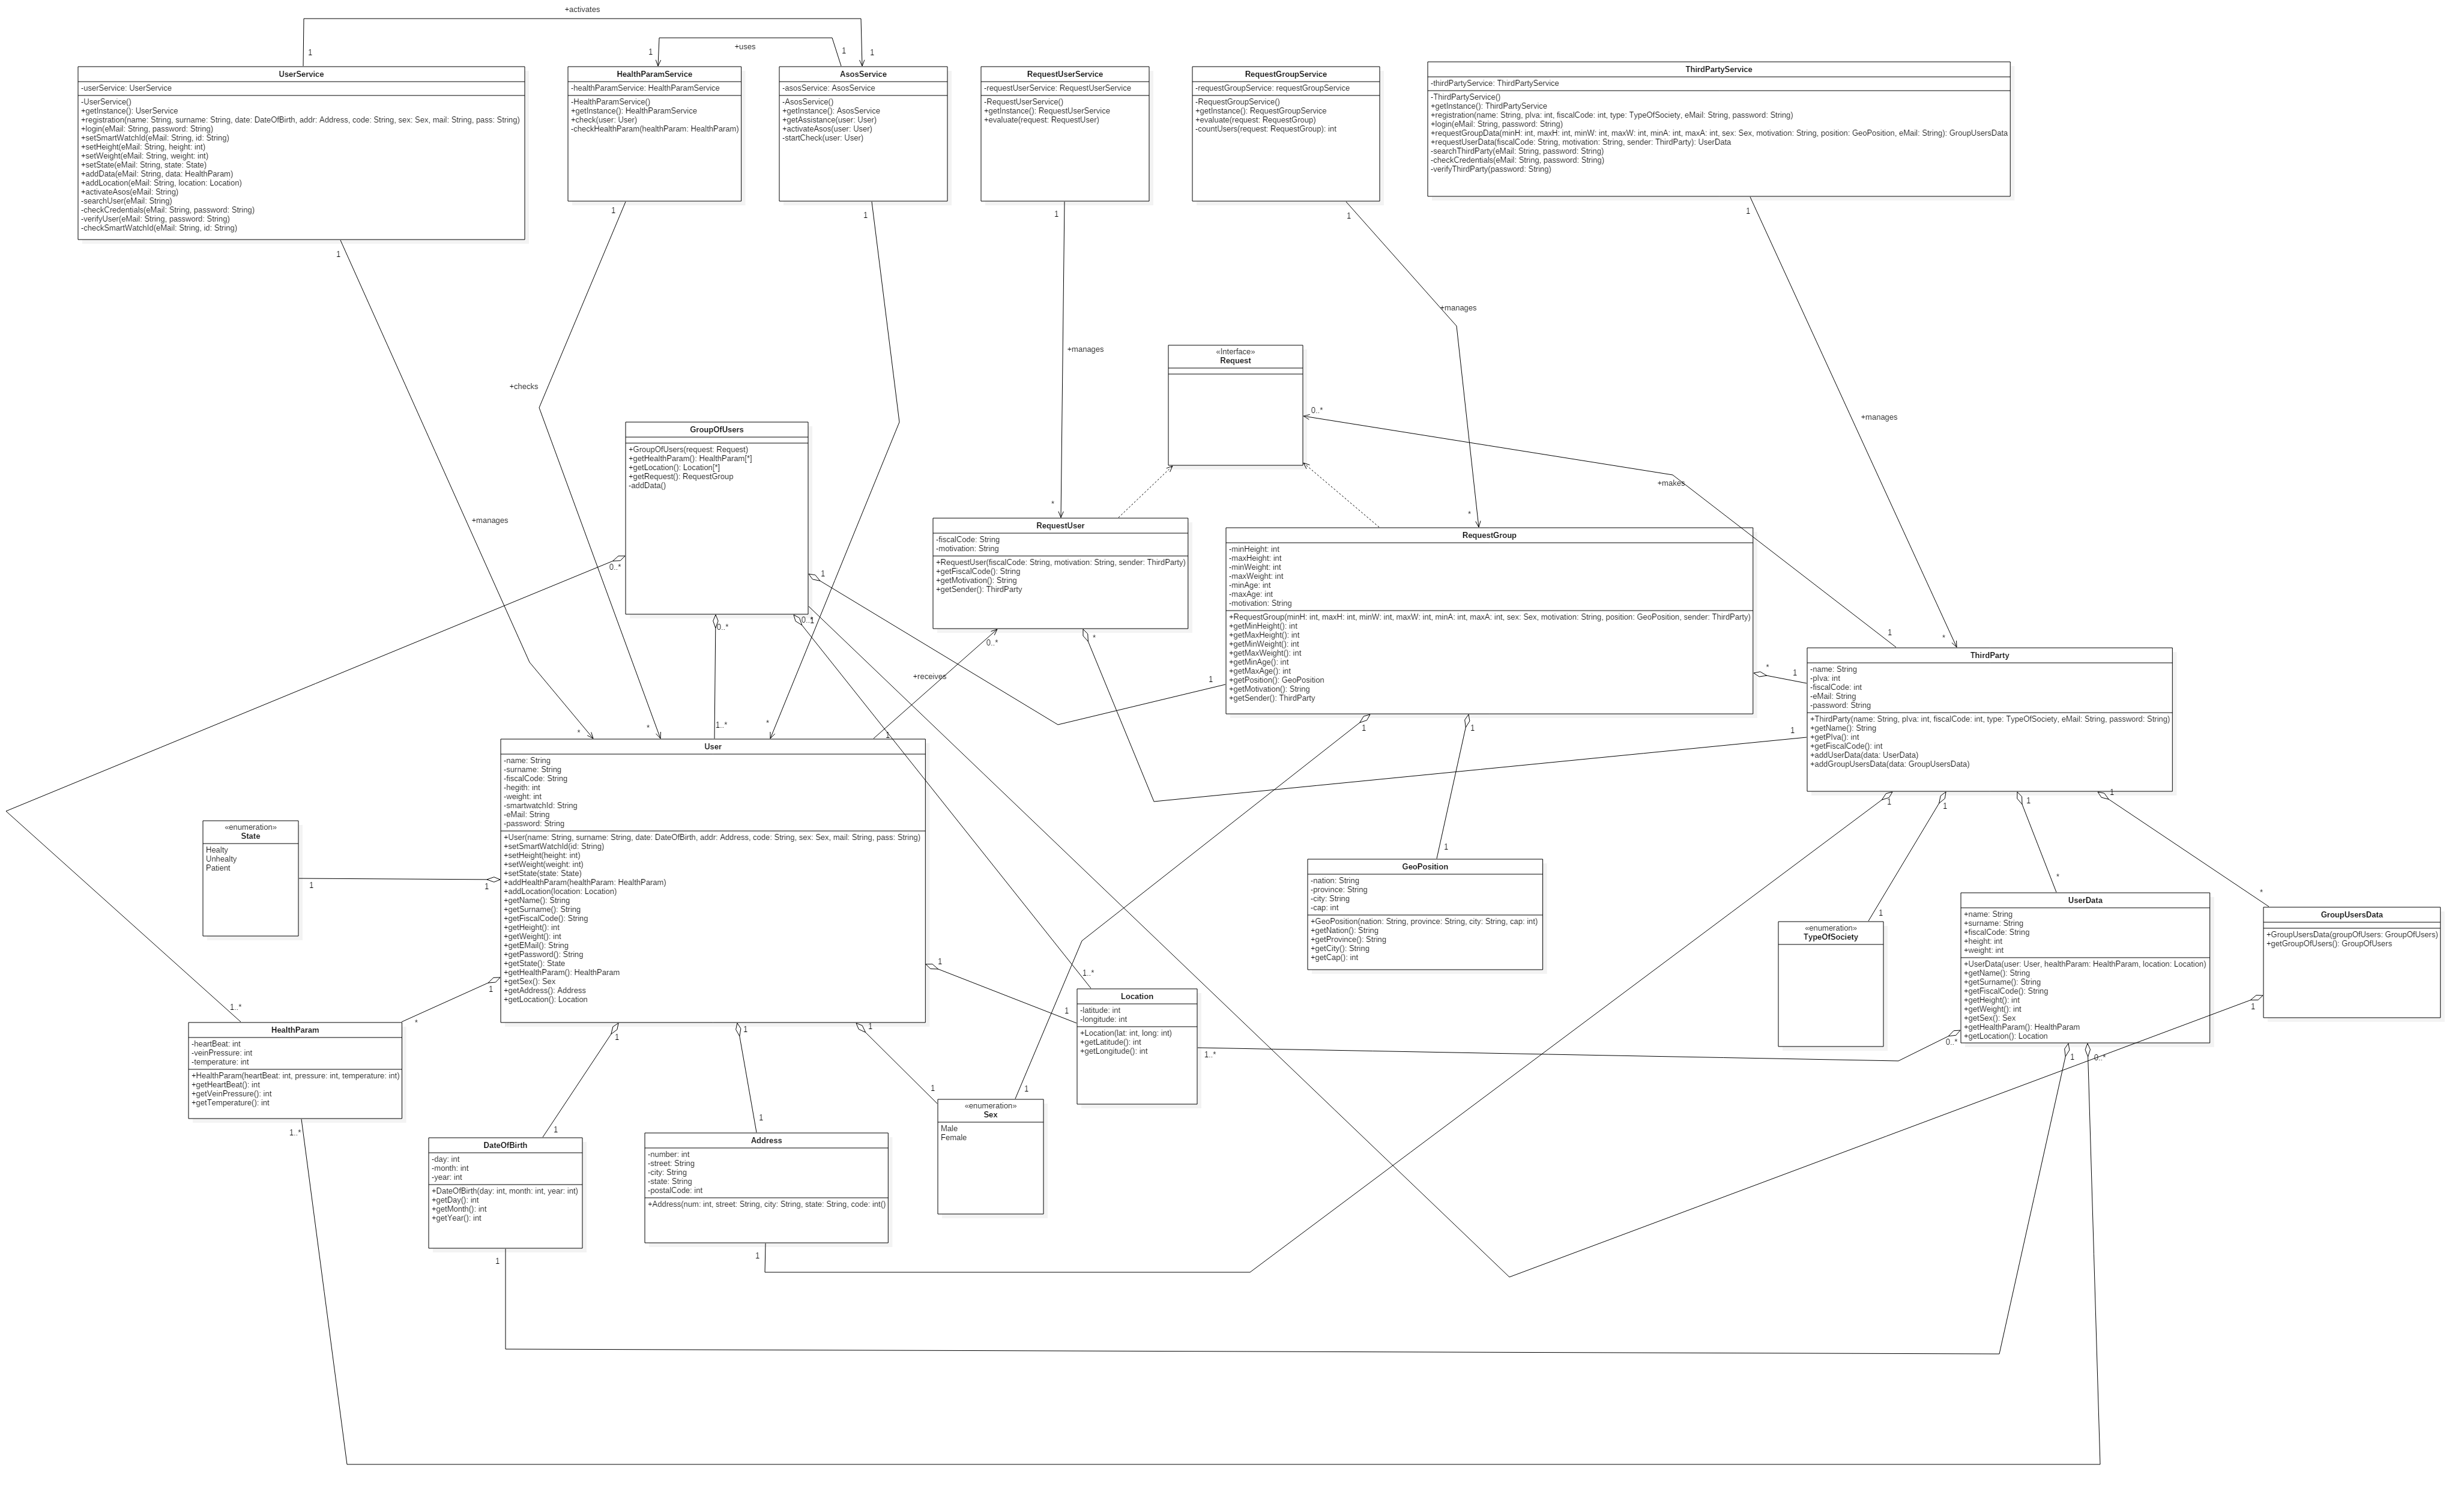 +activates
1
1
+uses
1
1
UserService
-userService: UserService
-UserService()
+getInstance(): UserService
+registration(name: String, surname: String, date: DateOfBirth, addr: Address, code: String, sex: Sex, mail: String, pass: String)
+login(eMail: String, password: String)
+setSmartWatchId(eMail: String, id: String)
+setHeight(eMail: String, height: int)
+setWeight(eMail: String, weight: int)
+setState(eMail: String, state: State)
+addData(eMail: String, data: HealthParam)
+addLocation(eMail: String, location: Location)
+activateAsos(eMail: String)
-searchUser(eMail: String)
-checkCredentials(eMail: String, password: String)
-verifyUser(eMail: String, password: String)
-checkSmartWatchId(eMail: String, id: String)
HealthParamService
-healthParamService: HealthParamService
-HealthParamService()
+getInstance(): HealthParamService
+check(user: User)
-checkHealthParam(healthParam: HealthParam)
AsosService
-asosService: AsosService
-AsosService()
+getInstance(): AsosService
+getAssistance(user: User)
+activateAsos(user: User)
-startCheck(user: User)
RequestUserService
-requestUserService: RequestUserService
-RequestUserService()
+getInstance(): RequestUserService
+evaluate(request: RequestUser)
RequestGroupService
-requestGroupService: requestGroupService
-RequestGroupService()
+getInstance(): RequestGroupService
+evaluate(request: RequestGroup)
-countUsers(request: RequestGroup): int
ThirdPartyService
-thirdPartyService: ThirdPartyService
-ThirdPartyService()
+getInstance(): ThirdPartyService
+registration(name: String, pIva: int, fiscalCode: int, type: TypeOfSociety, eMail: String, password: String)
+login(eMail: String, password: String)
+requestGroupData(minH: int, maxH: int, minW: int, maxW: int, minA: int, maxA: int, sex: Sex, motivation: String, position: GeoPosition, eMail: String): GroupUsersData
+requestUserData(fiscalCode: String, motivation: String, sender: ThirdParty): UserData
-searchThirdParty(eMail: String, password: String)
-checkCredentials(eMail: String, password: String)
-verifyThirdParty(password: String)
1
1
1
1
1
1
+manages
+checks
+manages
+manages
+manages
«Interface»
Request
0..*
+makes
1
GroupOfUsers
+GroupOfUsers(request: Request)
+getHealthParam(): HealthParam[*]
+getLocation(): Location[*]
+getRequest(): RequestGroup
-addData()
0..*
1
0..*
0..*
1
*
RequestUser
-fiscalCode: String
-motivation: String
+RequestUser(fiscalCode: String, motivation: String, sender: ThirdParty)
+getFiscalCode(): String
+getMotivation(): String
+getSender(): ThirdParty
*
0..*
+receives
1
*
RequestGroup
-minHeight: int
-maxHeight: int
-minWeight: int
-maxWeight: int
-minAge: int
-maxAge: int
-motivation: String
+RequestGroup(minH: int, maxH: int, minW: int, maxW: int, minA: int, maxA: int, sex: Sex, motivation: String, position: GeoPosition, sender: ThirdParty)
+getMinHeight(): int
+getMaxHeight(): int
+getMinWeight(): int
+getMaxWeight(): int
+getMinAge(): int
+getMaxAge(): int
+getPosition(): GeoPosition
+getMotivation(): String
+getSender(): ThirdParty
1
*
1
1
1
1
*
ThirdParty
-name: String
-pIva: int
-fiscalCode: int
-eMail: String
-password: String
+ThirdParty(name: String, pIva: int, fiscalCode: int, type: TypeOfSociety, eMail: String, password: String)
+getName(): String
+getPIva(): int
+getFiscalCode(): int
+addUserData(data: UserData)
+addGroupUsersData(data: GroupUsersData)
1
1
1
1
*
*
*
1..*
User
-name: String
-surname: String
-fiscalCode: String
-hegith: int
-weight: int
-smartwatchId: String
-eMail: String
-password: String
+User(name: String, surname: String, date: DateOfBirth, addr: Address, code: String, sex: Sex, mail: String, pass: String)
+setSmartWatchId(id: String)
+setHeight(height: int)
+setWeight(weight: int)
+setState(state: State)
+addHealthParam(healthParam: HealthParam)
+addLocation(location: Location)
+getName(): String
+getSurname(): String
+getFiscalCode(): String
+getHeight(): int
+getWeight(): int
+getEMail(): String
+getPassword(): String
+getState(): State
+getHealthParam(): HealthParam
+getSex(): Sex
+getAddress(): Address
+getLocation(): Location
«enumeration»
State
Healty
Unhealty
Patient
1
1
1
*
1
1
1
1
1
1..*
HealthParam
-heartBeat: int
-veinPressure: int
-temperature: int
+HealthParam(heartBeat: int, pressure: int, temperature: int)
+getHeartBeat(): int
+getVeinPressure(): int
+getTemperature(): int
1..*
1
GeoPosition
-nation: String
-province: String
-city: String
-cap: int
+GeoPosition(nation: String, province: String, city: String, cap: int)
+getNation(): String
+getProvince(): String
+getCity(): String
+getCap(): int
1..*
Location
-latitude: int
-longitude: int
+Location(lat: int, long: int)
+getLatitude(): int
+getLongitude(): int
1..*
1
«enumeration»
TypeOfSociety
*
UserData
+name: String
+surname: String
+fiscalCode: String
+height: int
+weight: int
+UserData(user: User, healthParam: HealthParam, location: Location)
+getName(): String
+getSurname(): String
+getFiscalCode(): String
+getHeight(): int
+getWeight(): int
+getSex(): Sex
+getHealthParam(): HealthParam
+getLocation(): Location
0..*
1
0..*
*
GroupUsersData
+GroupUsersData(groupOfUsers: GroupOfUsers)
+getGroupOfUsers(): GroupOfUsers
1
1
1
«enumeration»
Sex
Male
Female
1
DateOfBirth
-day: int
-month: int
-year: int
+DateOfBirth(day: int, month: int, year: int)
+getDay(): int
+getMonth(): int
+getYear(): int
1
1
Address
-number: int
-street: String
-city: String
-state: String
-postalCode: int
+Address(num: int, street: String, city: String, state: String, code: int()
1